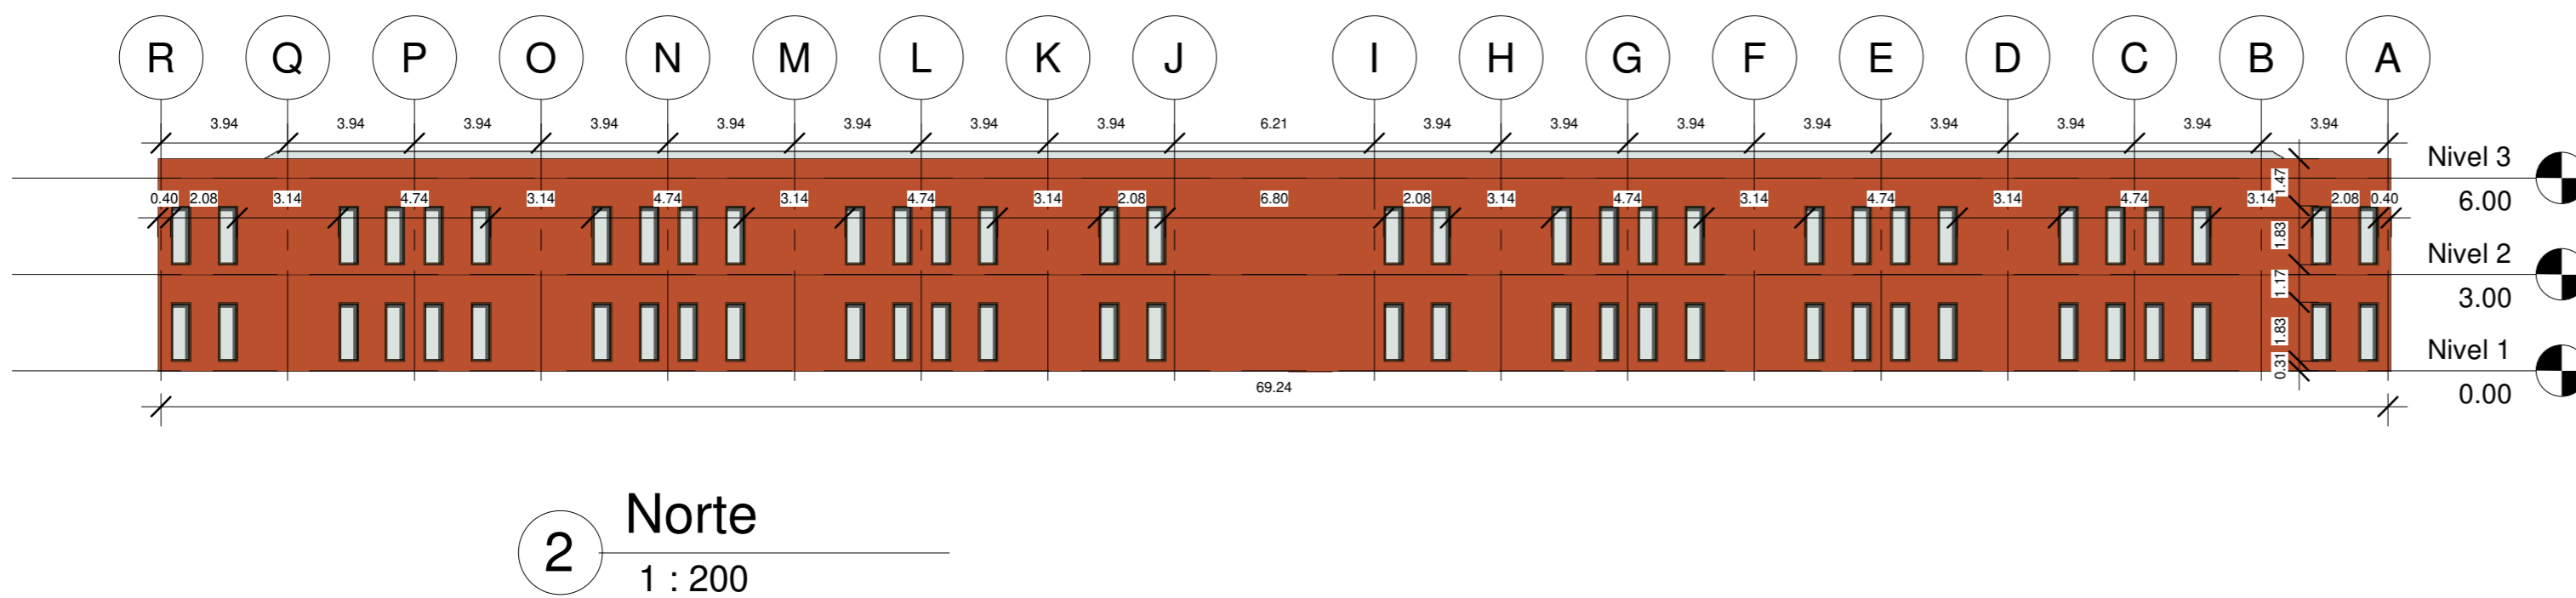 R Q P O N M L K J I H G F E D C B A
3.94 3.94 3.94 3.94 3.94 3.94 3.94 3.94 6.21 3.94 3.94 3.94 3.94 3.94 3.94 3.94 3.94
Nivel 3
6.00
0.40 2.08 3.14 4.74 3.14 4.74 3.14 4.74 3.14 2.08 6.80 2.08 3.14 4.74 3.14 4.74 3.14 4.74 3.14 2.08 0.40
1.47
1.83
Nivel 2
3.00
1.17
1.83
Nivel 1
0.00
0.31
69.24
2
Norte
1 : 200